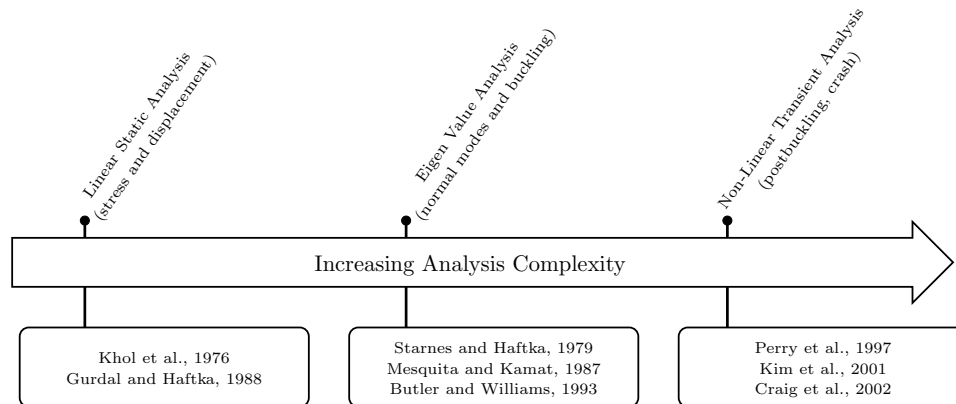 Linear Static Analysis
(stress and displacement)
Eigen Value Analysis
(normal modes and buckling)
Non-Linear Transient Analysis
(postbuckling, crash)
Increasing Analysis Complexity
Khol et al., 1976
Gurdal and Haftka, 1988
Starnes and Haftka, 1979
Mesquita and Kamat, 1987
Butler and Williams, 1993
Perry et al., 1997
Kim et al., 2001
Craig et al., 2002